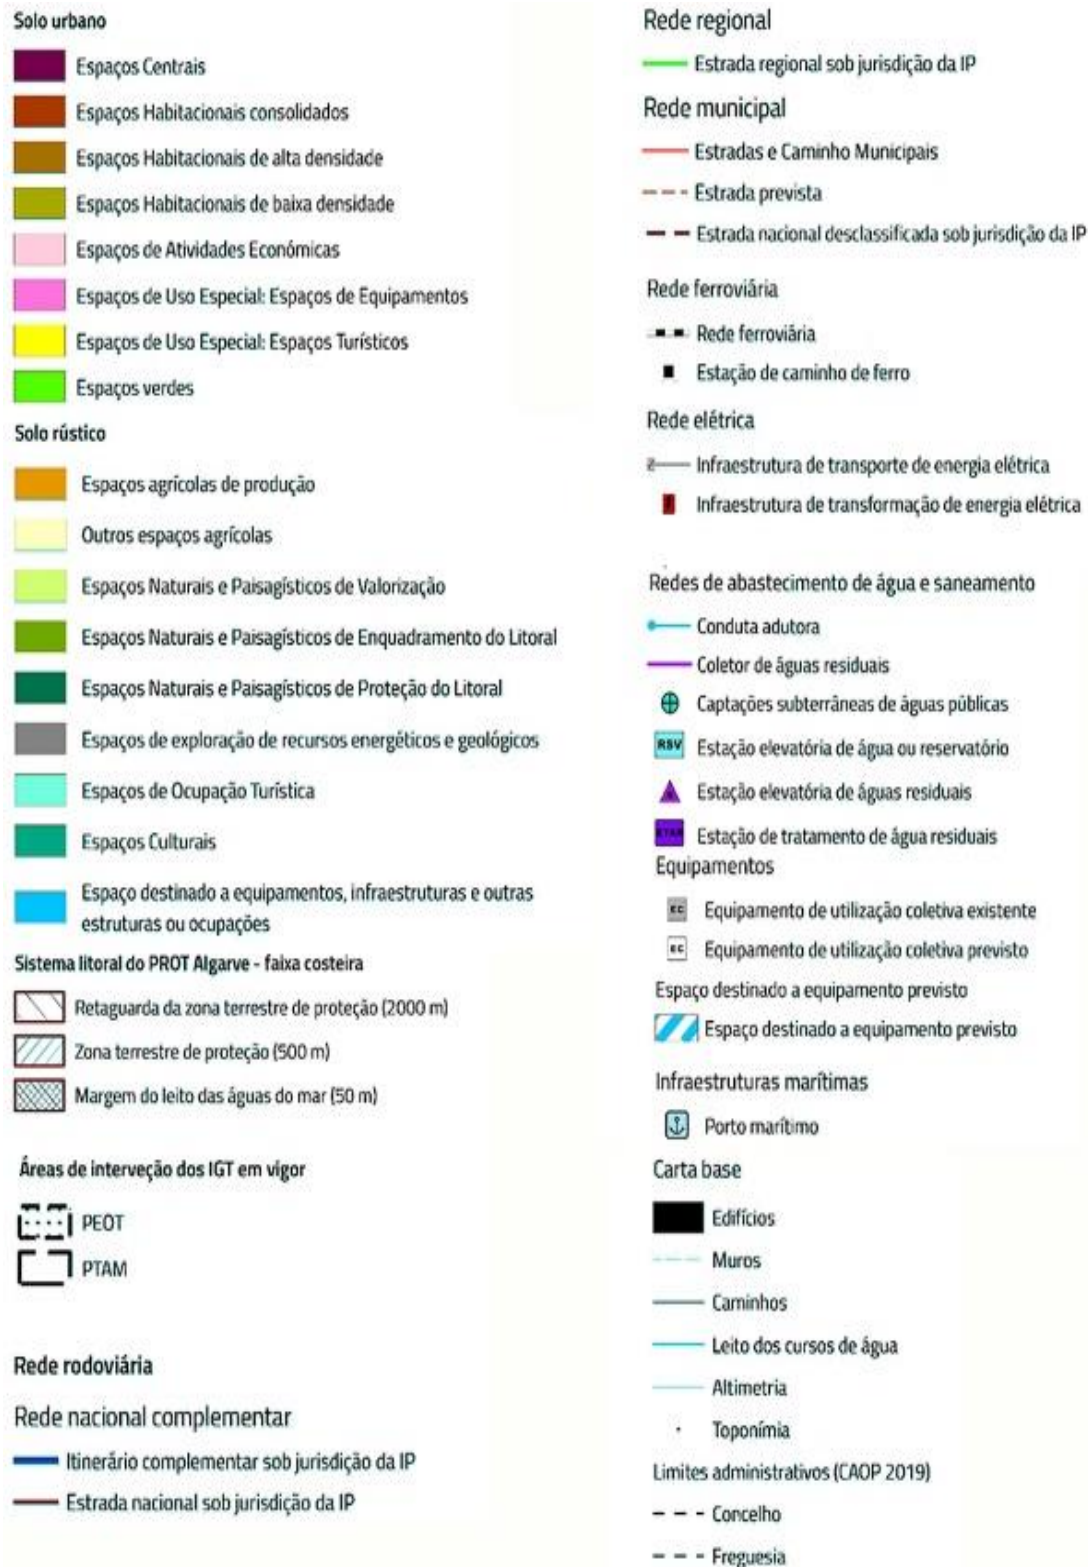 Solo urbano
Espaços Centrais
Espaços Habitacionais consolidados
Espaços Habitacionais de alta densidade
Espaços Habitacionais de baixa densidade
Espaços de Atividades Económicas
Espaços de Uso Especial: Espaços de Equipamentos
Espaços de Uso Especial: Espaços Turísticos
Espaços verdes
Solo rústico
Espaços agrícolas de produção
Outros espaços agrícolas
Espaços Naturais e Paisagísticos de Valorização
Espaços Naturais e Paisagísticos de Enquadramento do Litoral
Espaços Naturais e Paisagísticos de Proteção do Litoral
Espaços de exploração de recursos energéticos e geológicos
Espaços de Ocupação Turística
Espaços Culturais
Espaço destinado a equipamentos, infraestruturas e outras
estruturas ou ocupações
Sistema litoral do PROT Algarve - faixa costeira
Retaguarda da zona terrestre de proteção (2000 m)
Zona terrestre de proteção (500 m)
Margem do leito das águas do mar (50 m)
Áreas de interveção dos IGT em vigor
PEOT
PTAM
Rede rodoviária
Rede nacional complementar
Itinerário complementar sob jurisdição da IP
Estrada nacional sob jurisdição da IP
Rede regional
Estrada regional sob jurisdição da IP
Rede municipal
Estradas e Caminho Municipais
Estrada prevista
Estrada nacional desclassificada sob jurisdição da IP
Rede ferroviária
Rede ferroviária
Estação de caminho de ferro
Rede elétrica
Infraestrutura de transporte de energia elétrica
Infraestrutura de transformação de energia elétrica
Redes de abastecimento de água e saneamento
Conduta adutora
Coletor de águas residuais
Captações subterrâneas de águas públicas
RSV Estação elevatória de água ou reservatório
Estação elevatória de águas residuais
ETAR Estação de tratamento de água residuais
Equipamentos
EC Equipamento de utilização coletiva existente
EC Equipamento de utilização coletiva previsto
Espaço destinado a equipamento previsto
Espaço destinado a equipamento previsto
Infraestruturas marítimas
Porto marítimo
Carta base
Edifícios
Muros
Caminhos
Leito dos cursos de água
Altimetria
Toponímia
Limites administrativos (CAOP 2019)
Concelho
Freguesia